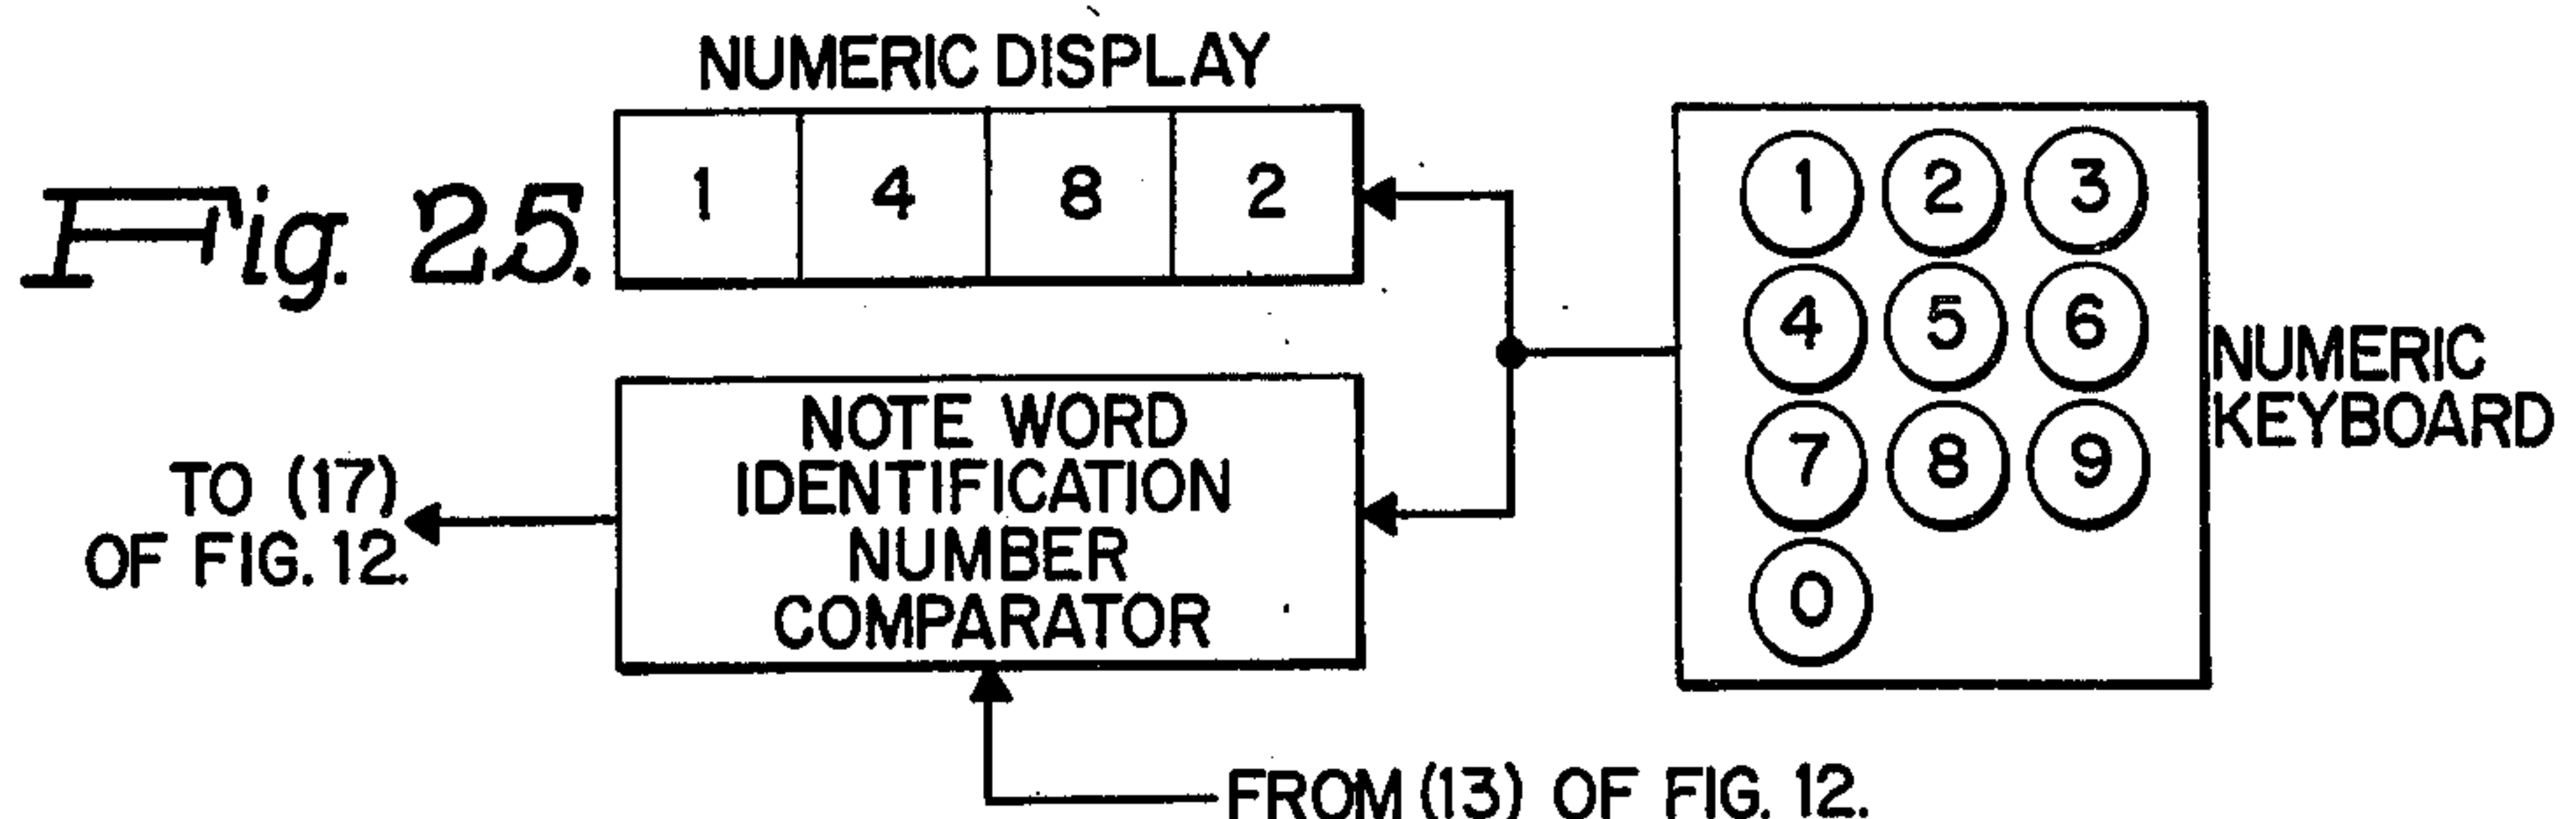 Fig. 25.
NUMERIC DISPLAY
1 4 8 2
NOTE WORD
IDENTIFICATION
NUMBER
COMPARATOR
TO (17)
OF FIG. 12.
FROM (13) OF FIG. 12.
1 2 3
4 5 6
7 8 9
0
NUMERIC
KEYBOARD